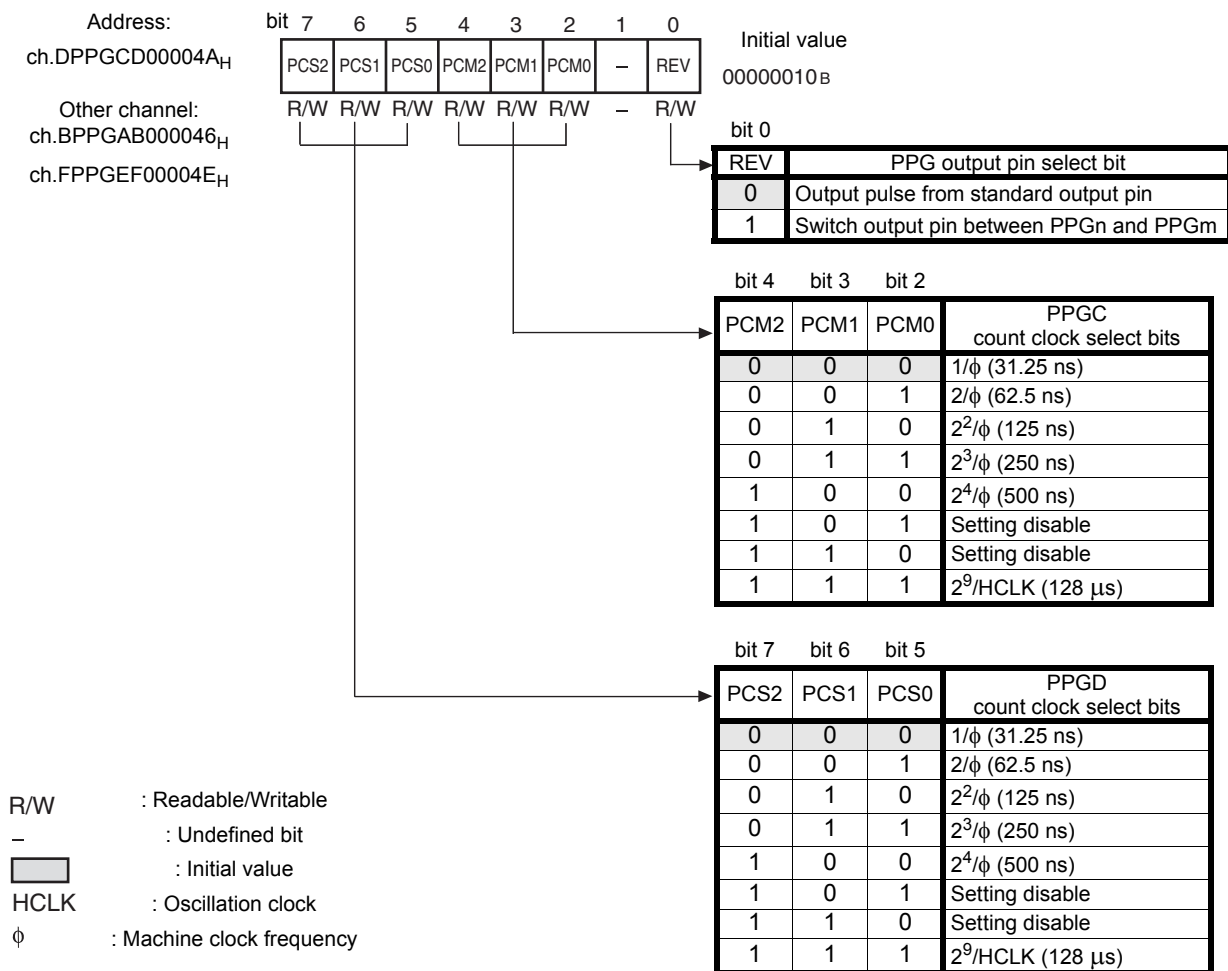 Address:
ch.DPPGCD00004AH
Other channel:
ch.BPPGAB000046H
ch.FPPGEF00004EH
bit 7 6 5 4 3 2 1 0
PCS2 PCS1 PCS0 PCM2 PCM1 PCM0 – REV
R/W R/W R/W R/W R/W R/W – R/W
Initial value
00000010B
bit 0
REV PPG output pin select bit
0 Output pulse from standard output pin
1 Switch output pin between PPGn and PPGm
bit 4 bit 3 bit 2
PCM2 PCM1 PCM0 PPGC
count clock select bits
0 0 0 1/ϕ (31.25 ns)
0 0 1 2/ϕ (62.5 ns)
0 1 0 2²/ϕ (125 ns)
0 1 1 2³/ϕ (250 ns)
1 0 0 2⁴/ϕ (500 ns)
1 0 1 Setting disable
1 1 0 Setting disable
1 1 1 2⁹/HCLK (128 μs)
bit 7 bit 6 bit 5
PCS2 PCS1 PCS0 PPGD
count clock select bits
0 0 0 1/ϕ (31.25 ns)
0 0 1 2/ϕ (62.5 ns)
0 1 0 2²/ϕ (125 ns)
0 1 1 2³/ϕ (250 ns)
1 0 0 2⁴/ϕ (500 ns)
1 0 1 Setting disable
1 1 0 Setting disable
1 1 1 2⁹/HCLK (128 μs)
R/W : Readable/Writable
– : Undefined bit
: Initial value
HCLK : Oscillation clock
ϕ : Machine clock frequency